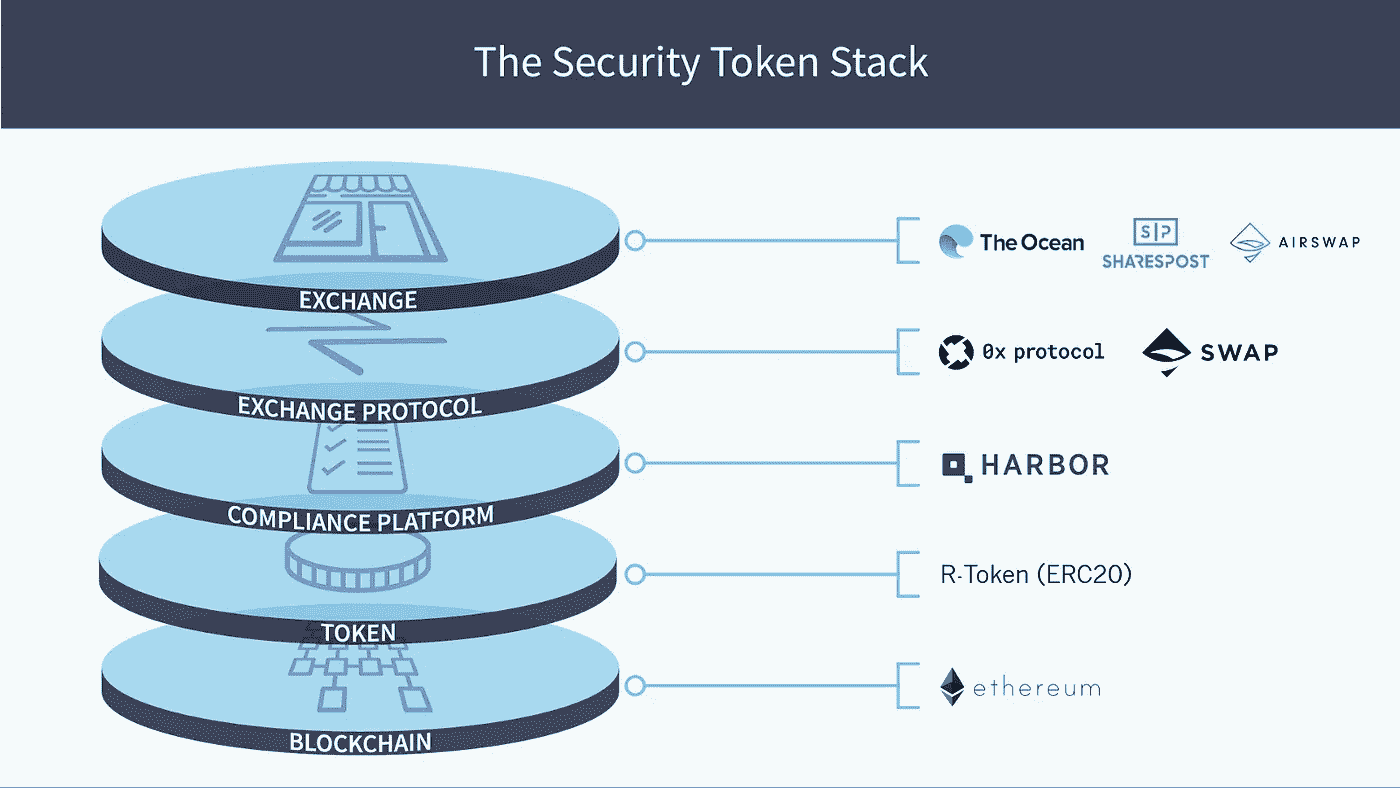 The Security Token Stack
EXCHANGE
The Ocean
S|P
SHARESPOST
AIRSWAP
EXCHANGE PROTOCOL
0x protocol
SWAP
COMPLIANCE PLATFORM
HARBOR
TOKEN
R-Token (ERC20)
BLOCKCHAIN
ethereum